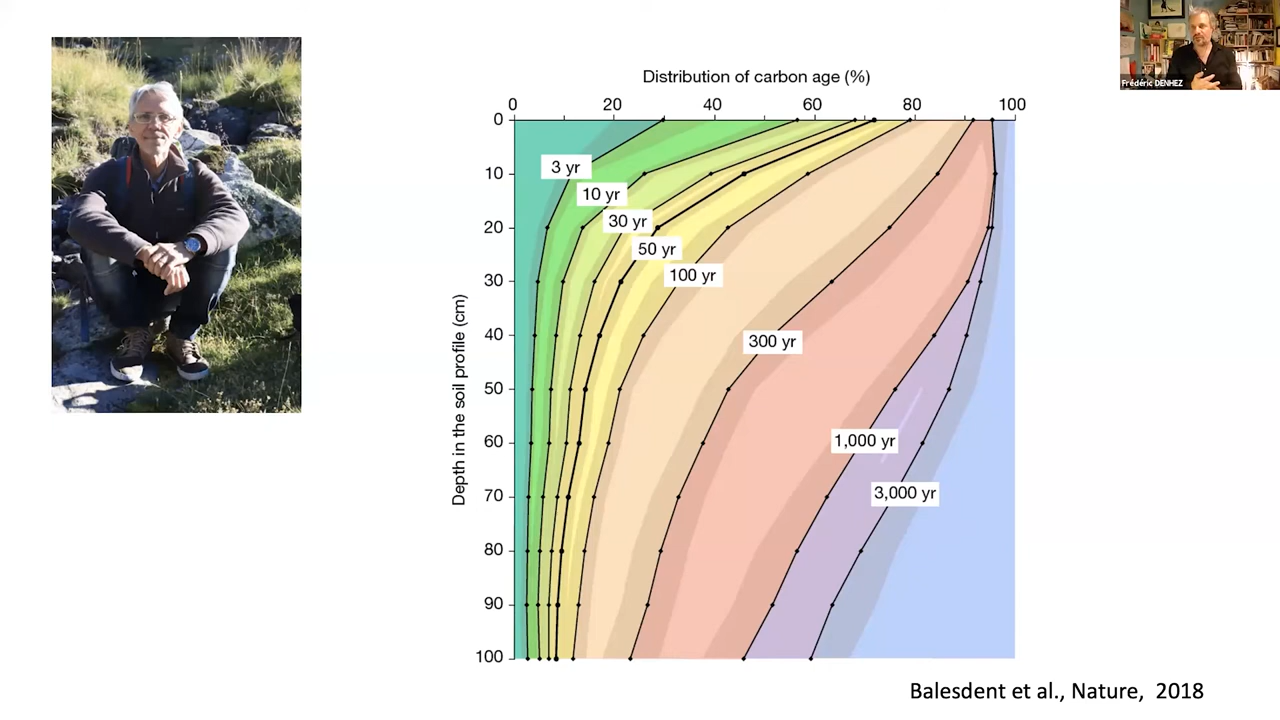 Frédéric DENHEZ
Distribution of carbon age (%)
0 20 40 60 80 100
Depth in the soil profile (cm)
0
10
20
30
40
50
60
70
80
90
100
3 yr
10 yr
30 yr
50 yr
100 yr
300 yr
1,000 yr
3,000 yr
Balesdent et al., Nature, 2018